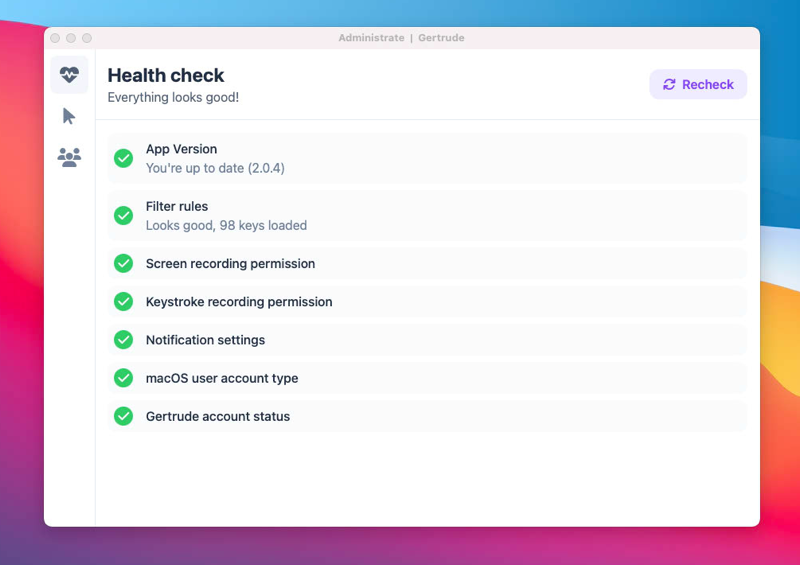 Administrate | Gertrude
Health check
Everything looks good!
Recheck
App Version
You're up to date (2.0.4)
Filter rules
Looks good, 98 keys loaded
Screen recording permission
Keystroke recording permission
Notification settings
macOS user account type
Gertrude account status